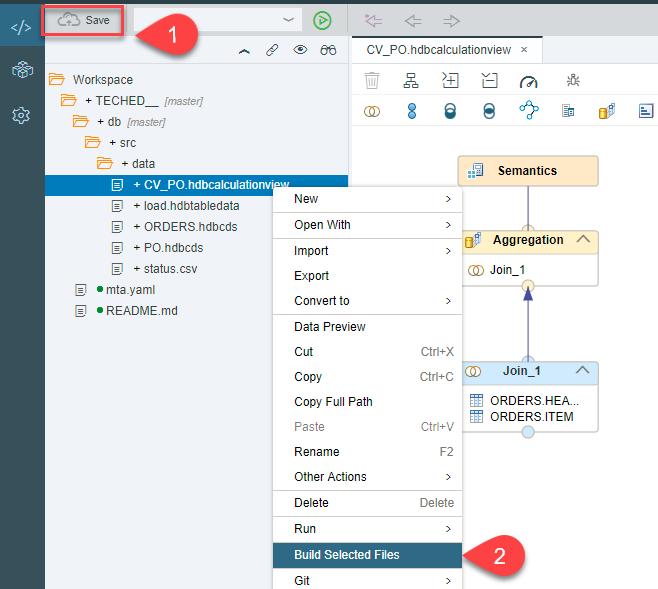 </>
Save
1
CV_PO.hdbcalculationview ×
Workspace
+ TECHED__ [master]
+ db [master]
+ src
+ data
+ CV_PO.hdbcalculationview
+ load.hdbtabledata
+ ORDERS.hdbcds
+ PO.hdbcds
+ status.csv
mta.yaml
README.md
New >
Open With >
Import >
Export
Convert to >
Data Preview
Cut Ctrl+X
Copy Ctrl+C
Copy Full Path
Paste Ctrl+V
Rename F2
Other Actions >
Delete Delete
Run >
Build Selected Files
2
Git >
Semantics
Aggregation
Join_1
Join_1
ORDERS.HEA...
ORDERS.ITEM